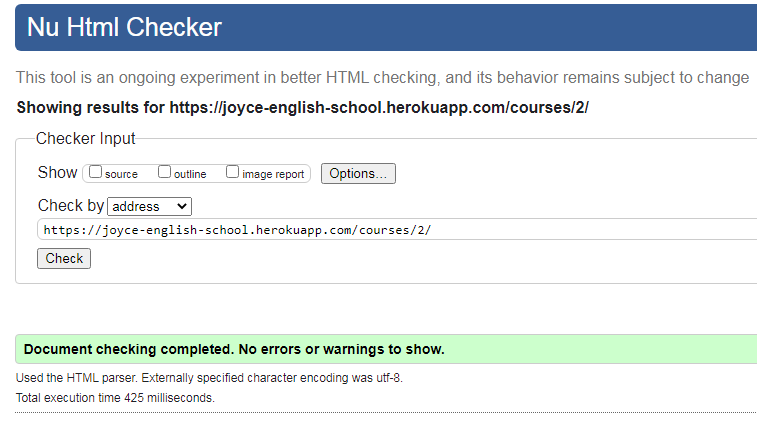 Nu Html Checker
This tool is an ongoing experiment in better HTML checking, and its behavior remains subject to change
Showing results for https://joyce-english-school.herokuapp.com/courses/2/
Checker Input
Show source outline image report Options...
Check by address
https://joyce-english-school.herokuapp.com/courses/2/
Check
Document checking completed. No errors or warnings to show.
Used the HTML parser. Externally specified character encoding was utf-8.
Total execution time 425 milliseconds.